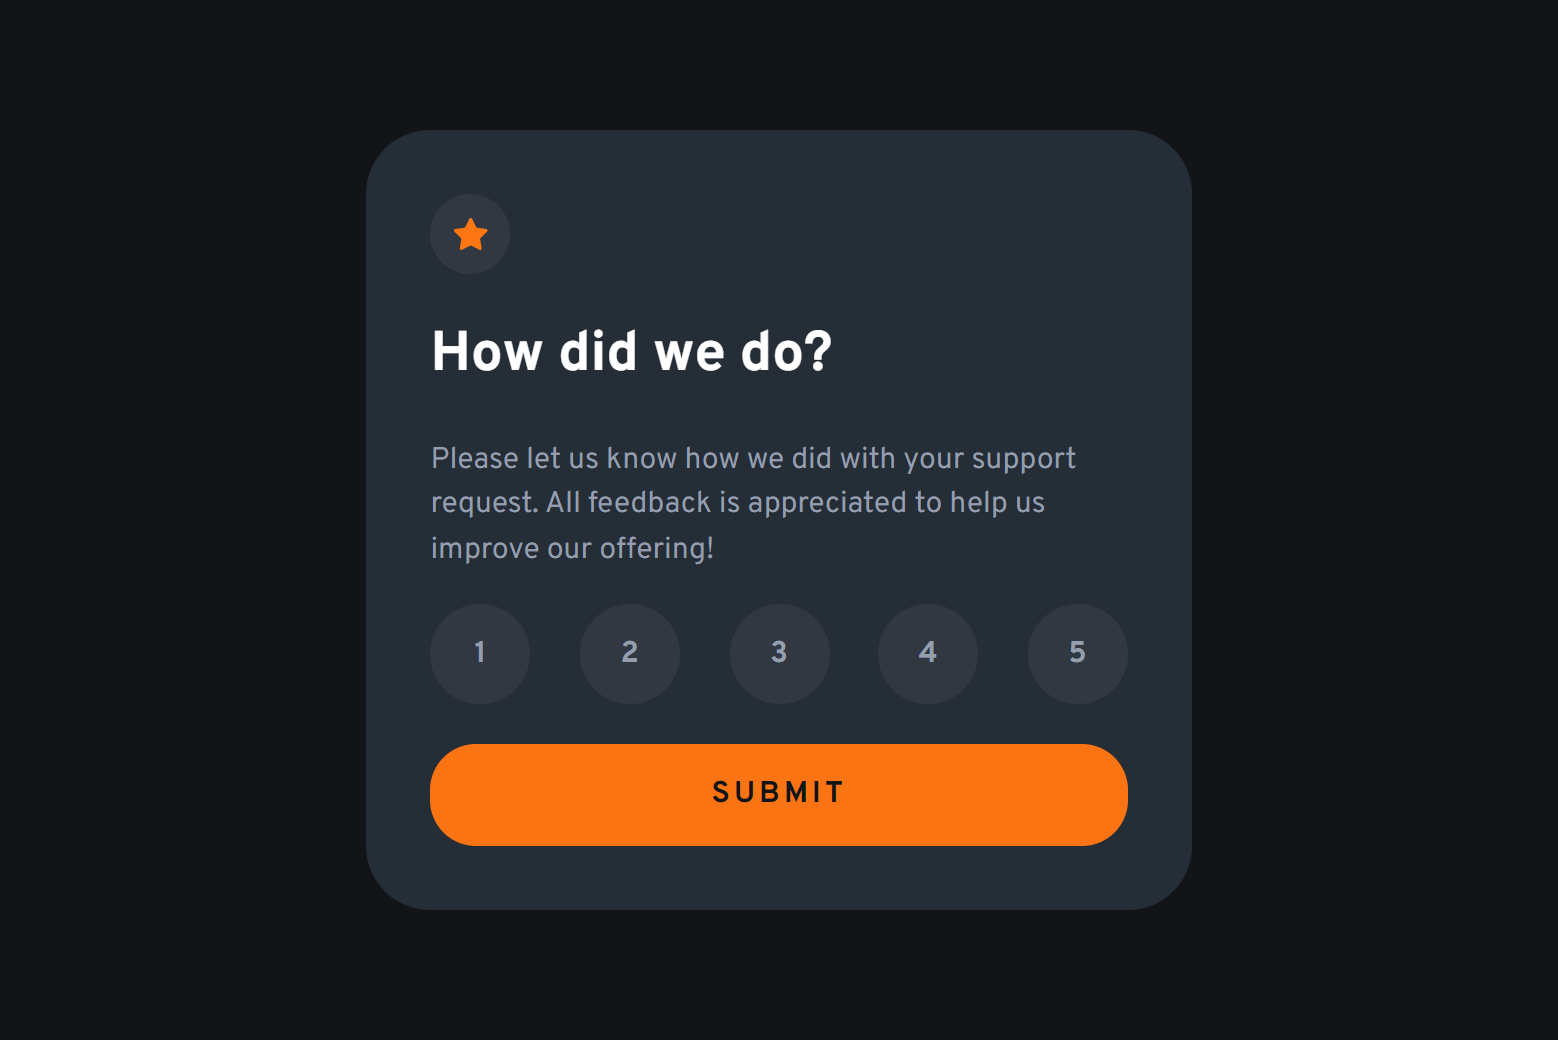 How did we do?
Please let us know how we did with your support
request. All feedback is appreciated to help us
improve our offering!
1 2 3 4 5
SUBMIT